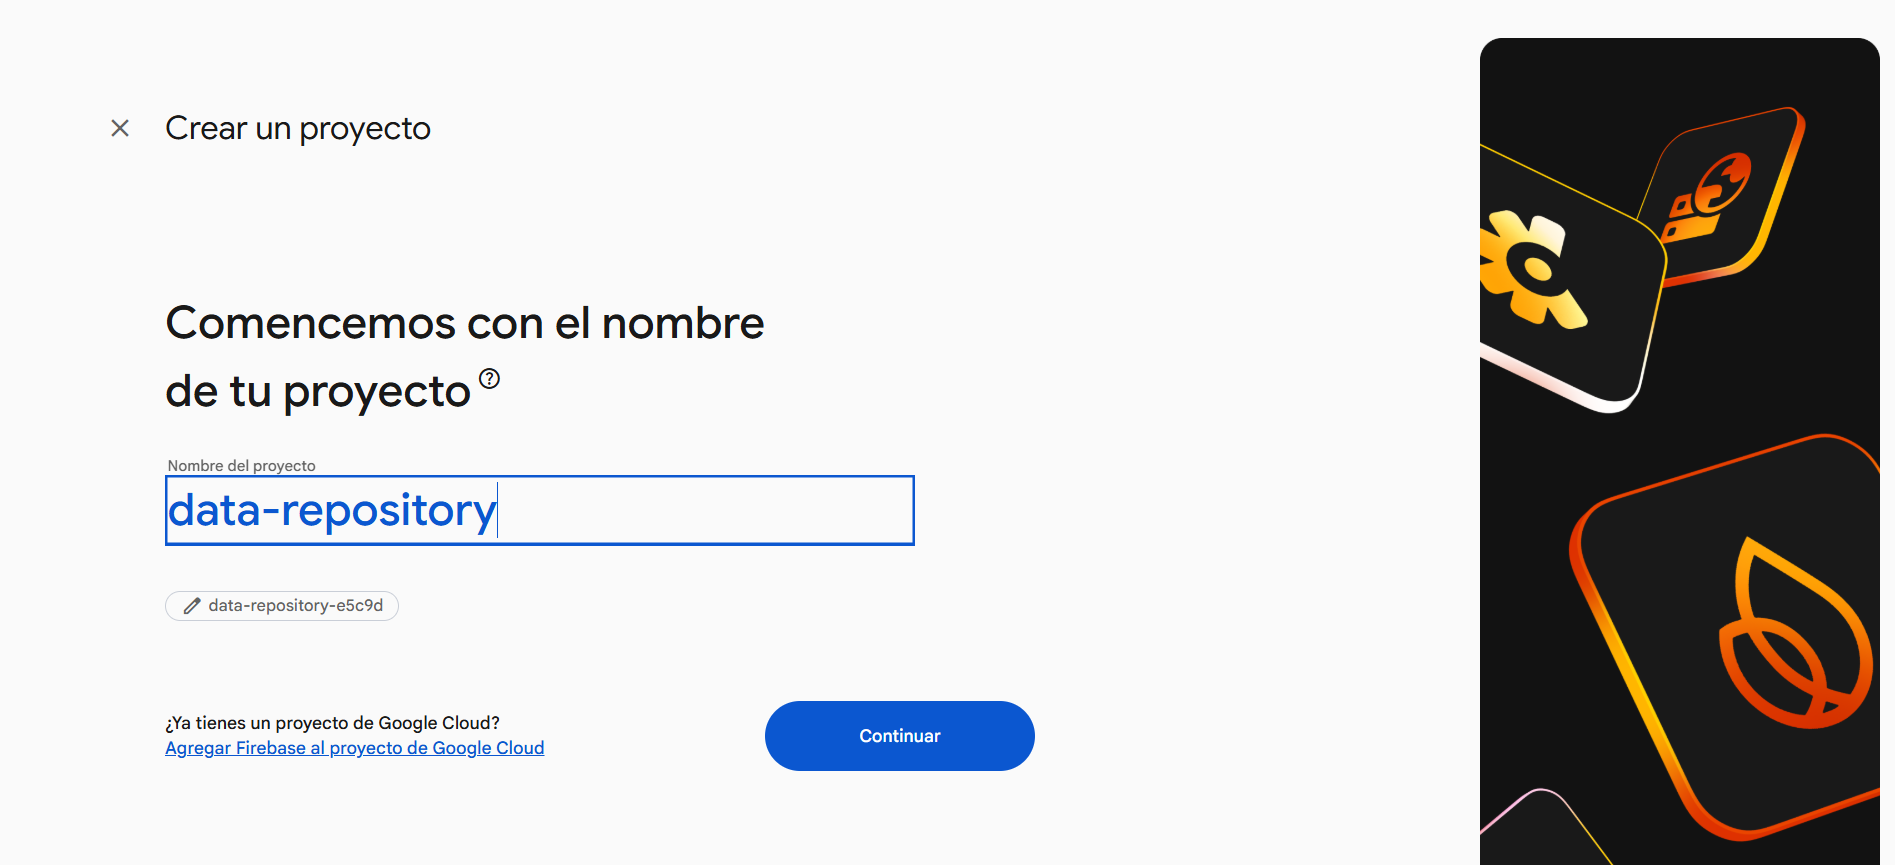 Crear un proyecto
Comencemos con el nombre
de tu proyecto
Nombre del proyecto
data-repository
data-repository-e5c9d
¿Ya tienes un proyecto de Google Cloud?
Agregar Firebase al proyecto de Google Cloud
Continuar